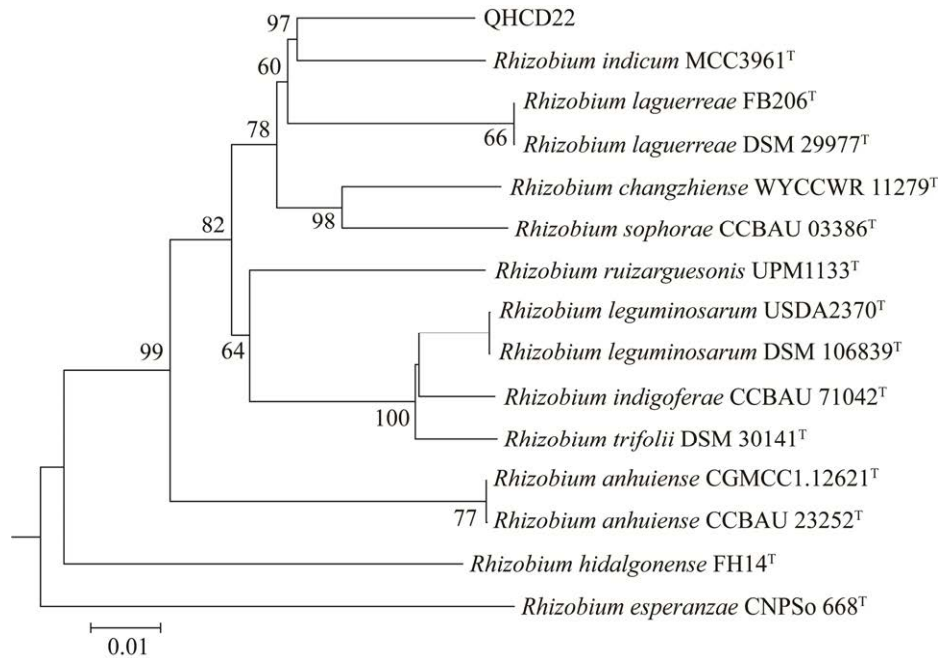 97
QHCD22
Rhizobium indicum MCC3961ᵀ
60
Rhizobium laguerreae FB206ᵀ
78
66
Rhizobium laguerreae DSM 29977ᵀ
Rhizobium changzhiense WYCCWR 11279ᵀ
82
98
Rhizobium sophorae CCBAU 03386ᵀ
Rhizobium ruizarguesonis UPM1133ᵀ
Rhizobium leguminosarum USDA2370ᵀ
99
64
Rhizobium leguminosarum DSM 106839ᵀ
Rhizobium indigoferae CCBAU 71042ᵀ
100
Rhizobium trifolii DSM 30141ᵀ
Rhizobium anhuiense CGMCC1.12621ᵀ
77
Rhizobium anhuiense CCBAU 23252ᵀ
Rhizobium hidalgonense FH14ᵀ
Rhizobium esperanzae CNPSo 668ᵀ
0.01